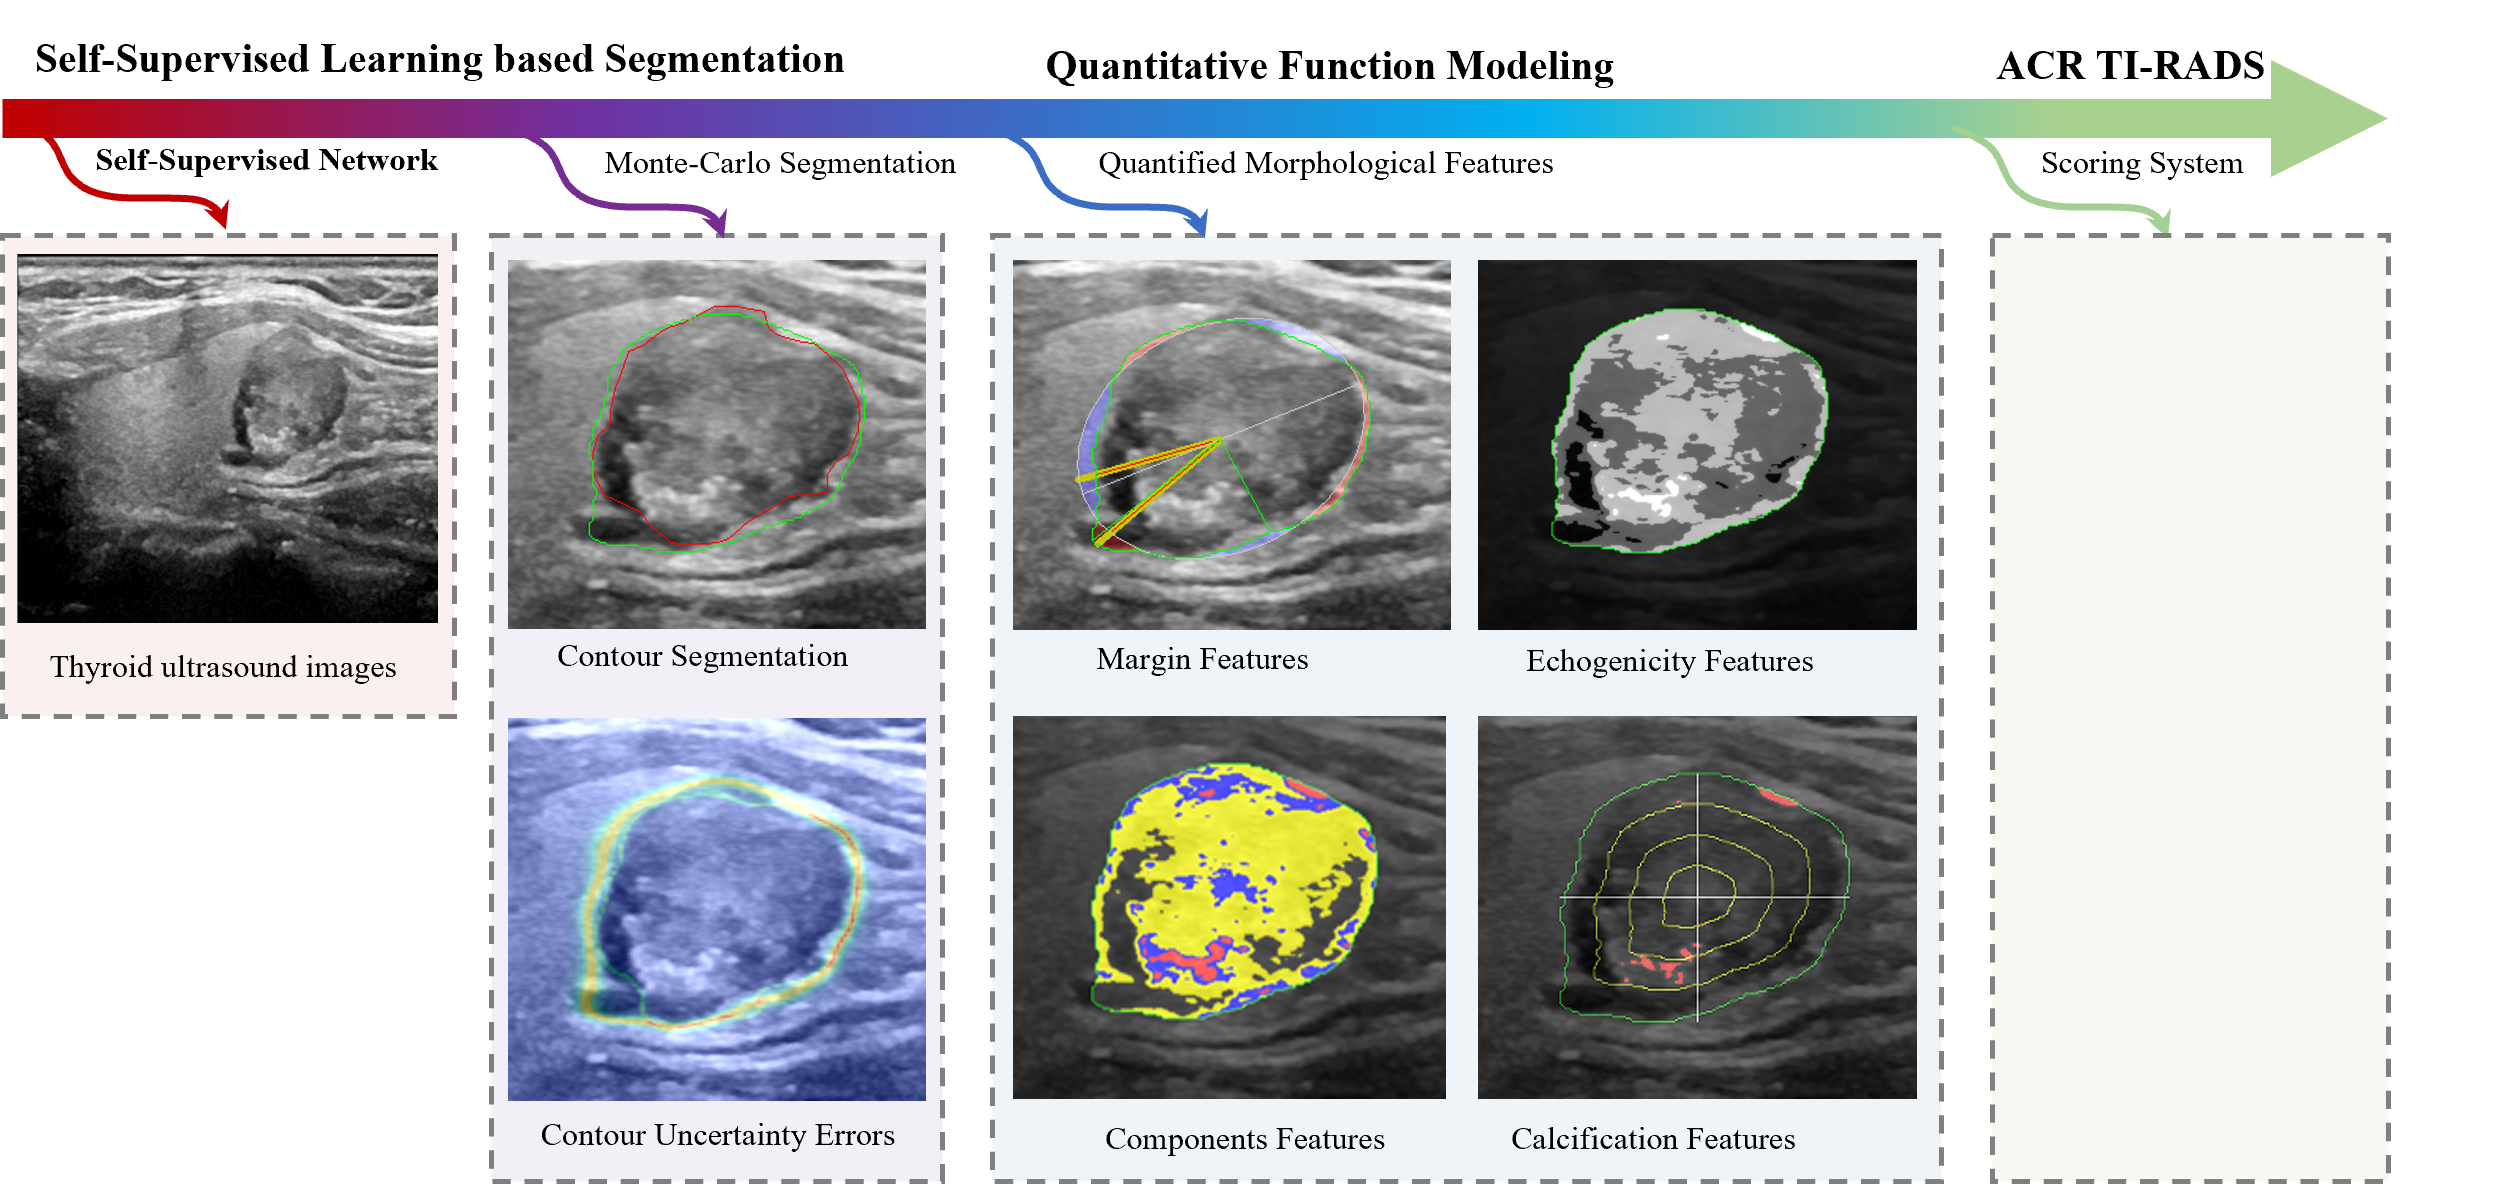 Self-Supervised Learning based Segmentation
Quantitative Function Modeling
ACR TI-RADS
Self-Supervised Network
Monte-Carlo Segmentation
Quantified Morphological Features
Scoring System
Thyroid ultrasound images
Contour Segmentation
Margin Features
Echogenicity Features
Contour Uncertainty Errors
Components Features
Calcification Features